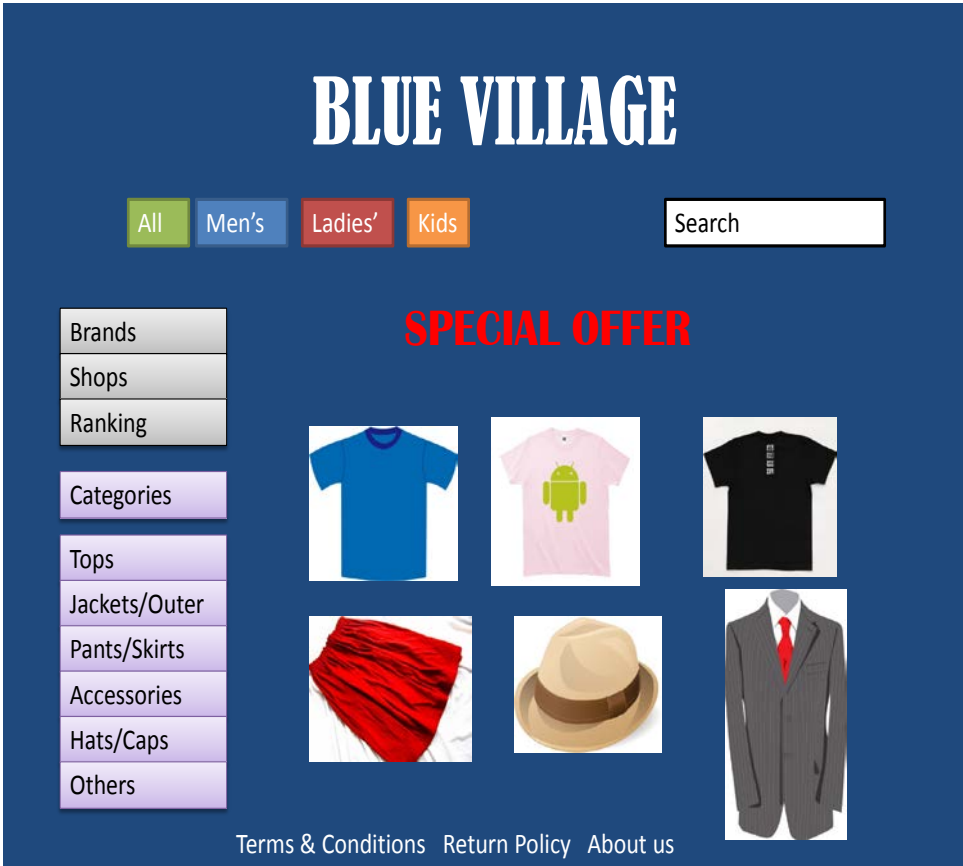 BLUE VILLAGE
All Men's Ladies' Kids Search
SPECIAL OFFER
Brands
Shops
Ranking
Categories
Tops
Jackets/Outer
Pants/Skirts
Accessories
Hats/Caps
Others
Terms & Conditions Return Policy About us